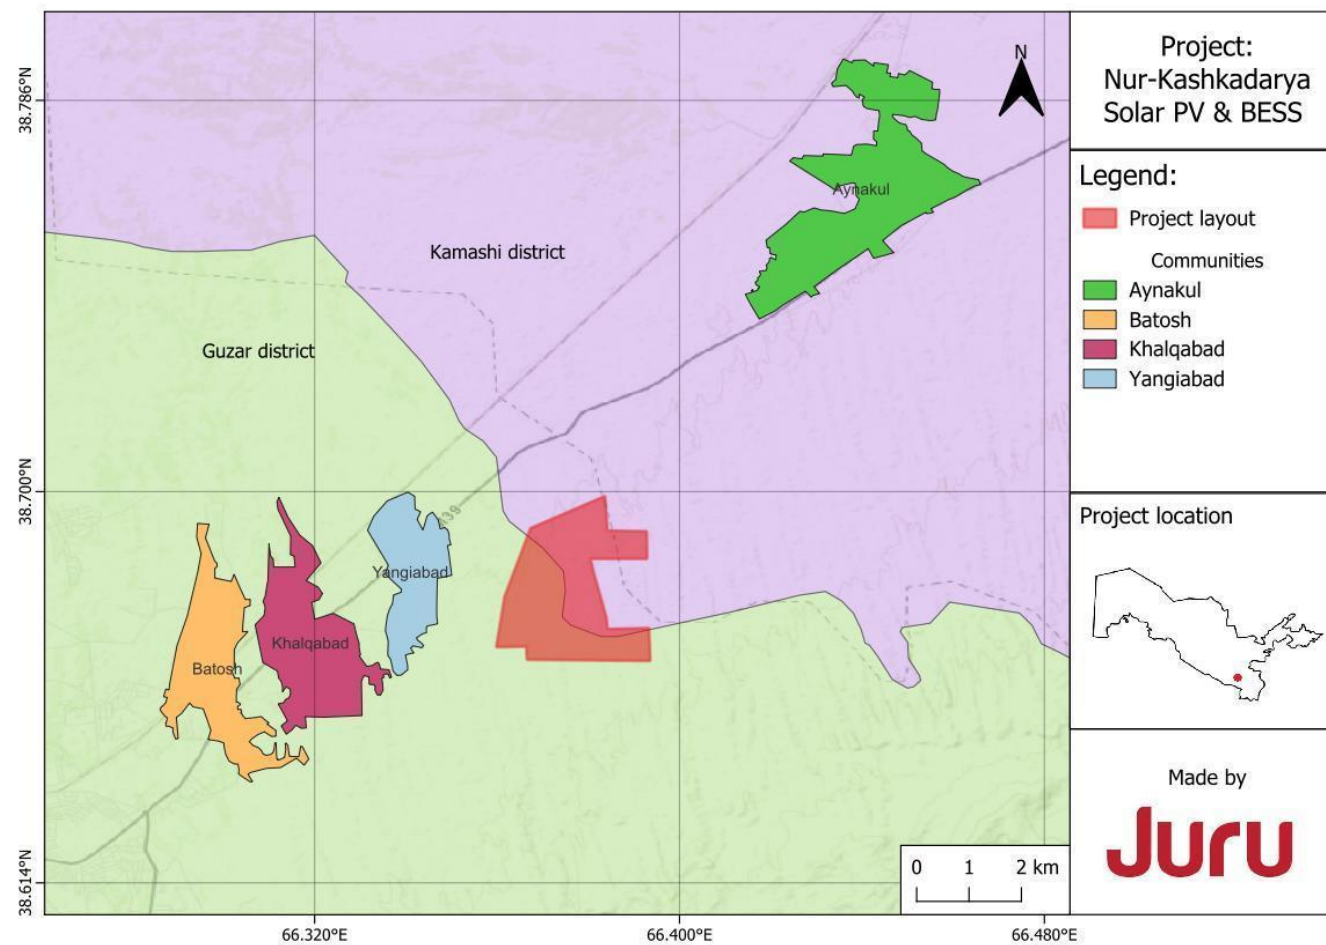 Project:
Nur-Kashkadarya
Solar PV & BESS
Legend:
Project layout
Communities
Aynakul
Batosh
Khalqabad
Yangiabad
Project location
Made by
Juru
N
Aynakul
Kamashi district
Guzar district
A39
Yangiabad
Khalqabad
Batosh
0 1 2 km
38.786°N
38.700°N
38.614°N
66.320°E 66.400°E 66.480°E